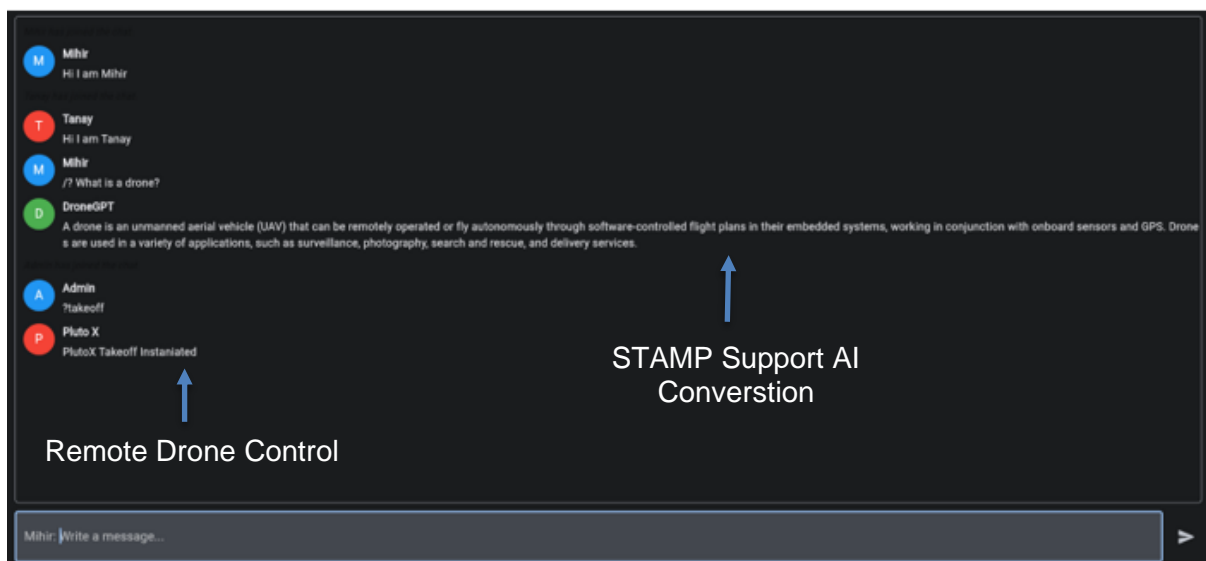 M
Mihir
Hi I am Mihir
T
Tanay
Hi I am Tanay
M
Mihir
/? What is a drone?
D
DroneGPT
A drone is an unmanned aerial vehicle (UAV) that can be remotely operated or fly autonomously through software-controlled flight plans in their embedded systems, working in conjunction with onboard sensors and GPS. Drone
s are used in a variety of applications, such as surveillance, photography, search and rescue, and delivery services.
A
Admin
?takeoff
P
Pluto X
PlutoX Takeoff Instaniated
STAMP Support AI
Converstion
Remote Drone Control
Mihir: Write a message...